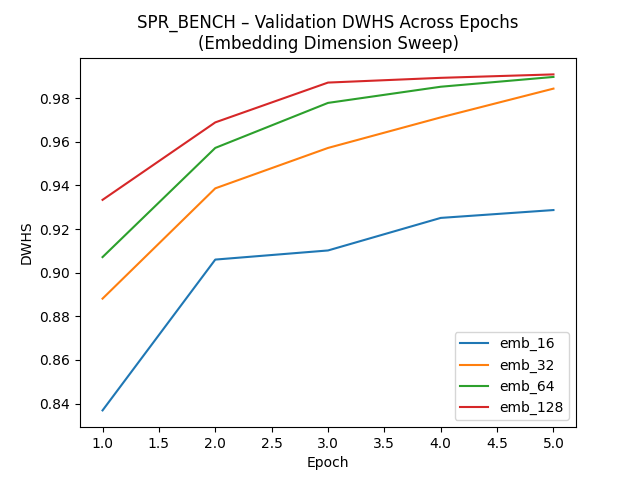 SPR_BENCH – Validation DWHS Across Epochs
(Embedding Dimension Sweep)
DWHS
0.98
0.96
0.94
0.92
0.90
0.88
0.86
0.84
emb_16
emb_32
emb_64
emb_128
1.0 1.5 2.0 2.5 3.0 3.5 4.0 4.5 5.0
Epoch